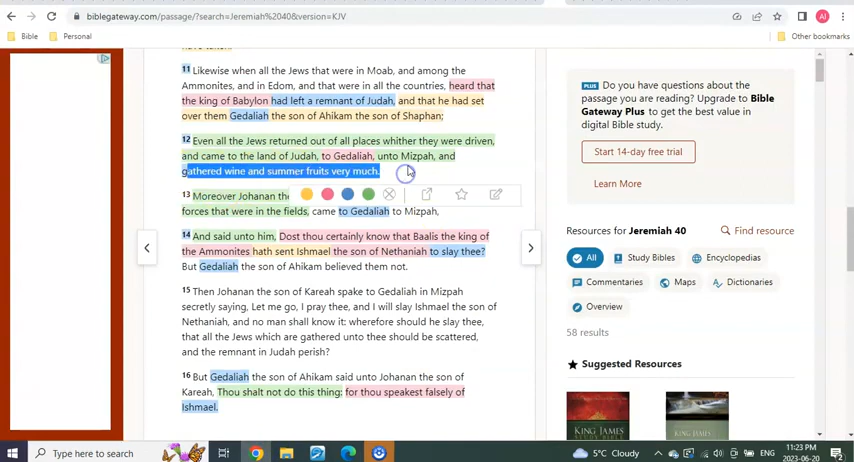 biblegateway.com/passage/?search=Jeremiah%2040&version=KJV
Bible
Personal
Other bookmarks
11 Likewise when all the Jews that were in Moab, and among the
Ammonites, and in Edom, and that were in all the countries, heard that
the king of Babylon had left a remnant of Judah, and that he had set
over them Gedaliah the son of Ahikam the son of Shaphan;
12 Even all the Jews returned out of all places whither they were driven,
and came to the land of Judah, to Gedaliah, unto Mizpah, and
gathered wine and summer fruits very much.
13 Moreover Johanan the
forces that were in the fields, came to Gedaliah to Mizpah,
14 And said unto him, Dost thou certainly know that Baalis the king of
the Ammonites hath sent Ishmael the son of Nethaniah to slay thee?
But Gedaliah the son of Ahikam believed them not.
15 Then Johanan the son of Kareah spake to Gedaliah in Mizpah
secretly saying, Let me go, I pray thee, and I will slay Ishmael the son of
Nethaniah, and no man shall know it: wherefore should he slay thee,
that all the Jews which are gathered unto thee should be scattered,
and the remnant in Judah perish?
16 But Gedaliah the son of Ahikam said unto Johanan the son of
Kareah, Thou shalt not do this thing: for thou speakest falsely of
Ishmael.
PLUS Do you have questions about the
passage you are reading? Upgrade to Bible
Gateway Plus to get the best value in
digital Bible study.
Start 14-day free trial
Learn More
Resources for Jeremiah 40
Find resource
All
Study Bibles
Encyclopedias
Commentaries
Maps
Dictionaries
Overview
58 results
Suggested Resources
KING JAMES
KING JAMES
Type here to search
5°C Cloudy
ENG
11:23 PM
2023-06-20
2